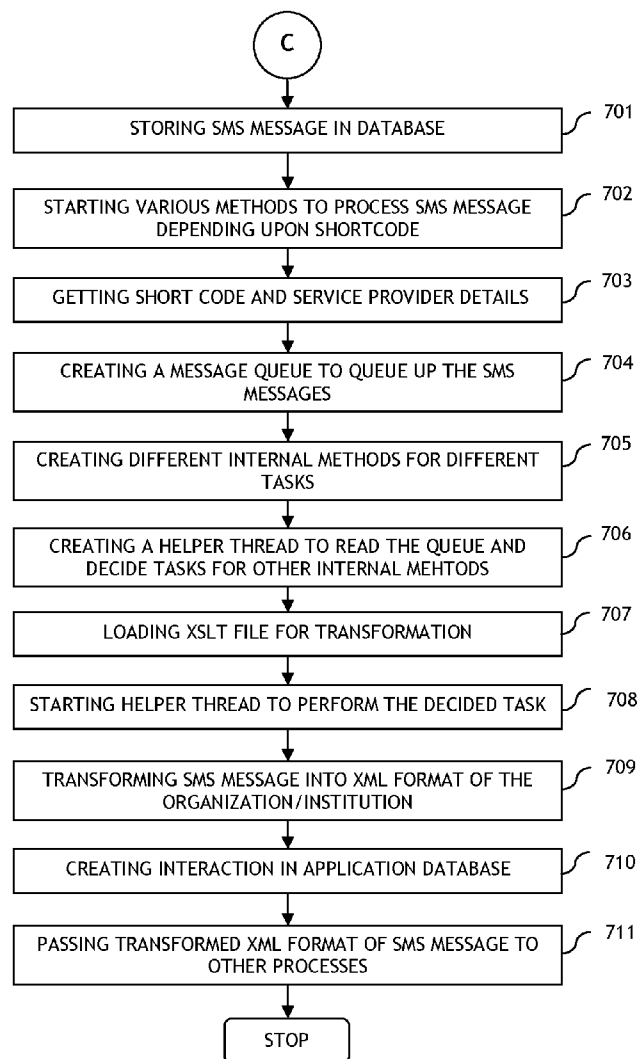 C
STORING SMS MESSAGE IN DATABASE
701
STARTING VARIOUS METHODS TO PROCESS SMS MESSAGE
DEPENDING UPON SHORTCODE
702
GETTING SHORT CODE AND SERVICE PROVIDER DETAILS
703
CREATING A MESSAGE QUEUE TO QUEUE UP THE SMS
MESSAGES
704
CREATING DIFFERENT INTERNAL METHODS FOR DIFFERENT
TASKS
705
CREATING A HELPER THREAD TO READ THE QUEUE AND
DECIDE TASKS FOR OTHER INTERNAL MEHTODS
706
LOADING XSLT FILE FOR TRANSFORMATION
707
STARTING HELPER THREAD TO PERFORM THE DECIDED TASK
708
TRANSFORMING SMS MESSAGE INTO XML FORMAT OF THE
ORGANIZATION/INSTITUTION
709
CREATING INTERACTION IN APPLICATION DATABASE
710
PASSING TRANSFORMED XML FORMAT OF SMS MESSAGE TO
OTHER PROCESSES
711
STOP